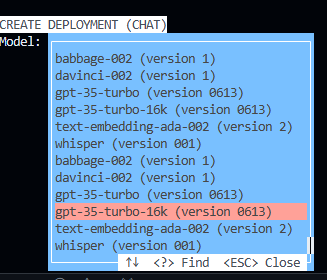 CREATE DEPLOYMENT (CHAT)
Model:
babbage-002 (version 1)
davinci-002 (version 1)
gpt-35-turbo (version 0613)
gpt-35-turbo-16k (version 0613)
text-embedding-ada-002 (version 2)
whisper (version 001)
babbage-002 (version 1)
davinci-002 (version 1)
gpt-35-turbo (version 0613)
gpt-35-turbo-16k (version 0613)
text-embedding-ada-002 (version 2)
whisper (version 001)
↑↓ <?> Find <ESC> Close